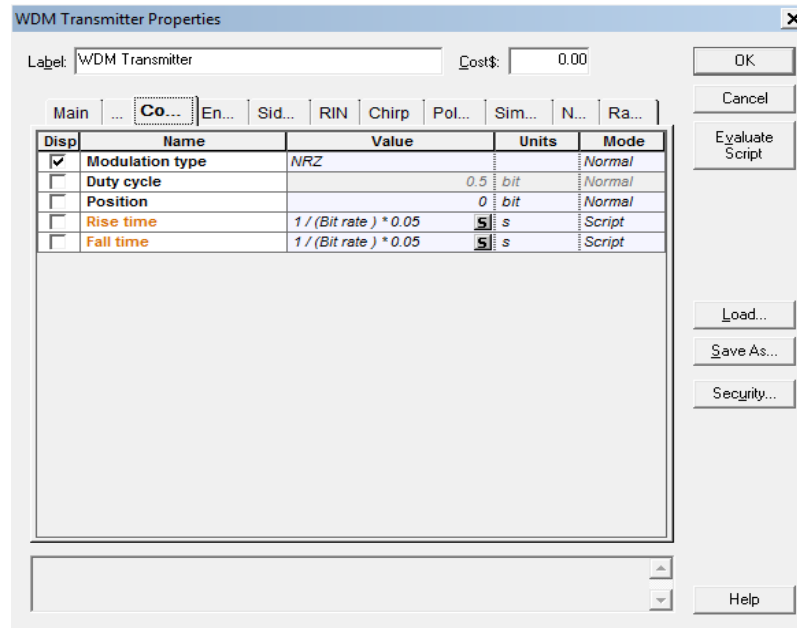 WDM Transmitter Properties
Label: WDM Transmitter Cost$: 0.00 OK
Main ... Co... En... Sid... RIN Chirp Pol... Sim... N... Ra... Cancel
Disp Name Value Units Mode Evaluate Script
Modulation type NRZ Normal
Duty cycle 0.5 bit Normal
Position 0 bit Normal
Rise time 1 / (Bit rate ) * 0.05 S s Script
Fall time 1 / (Bit rate ) * 0.05 S s Script
Load...
Save As...
Security...
Help